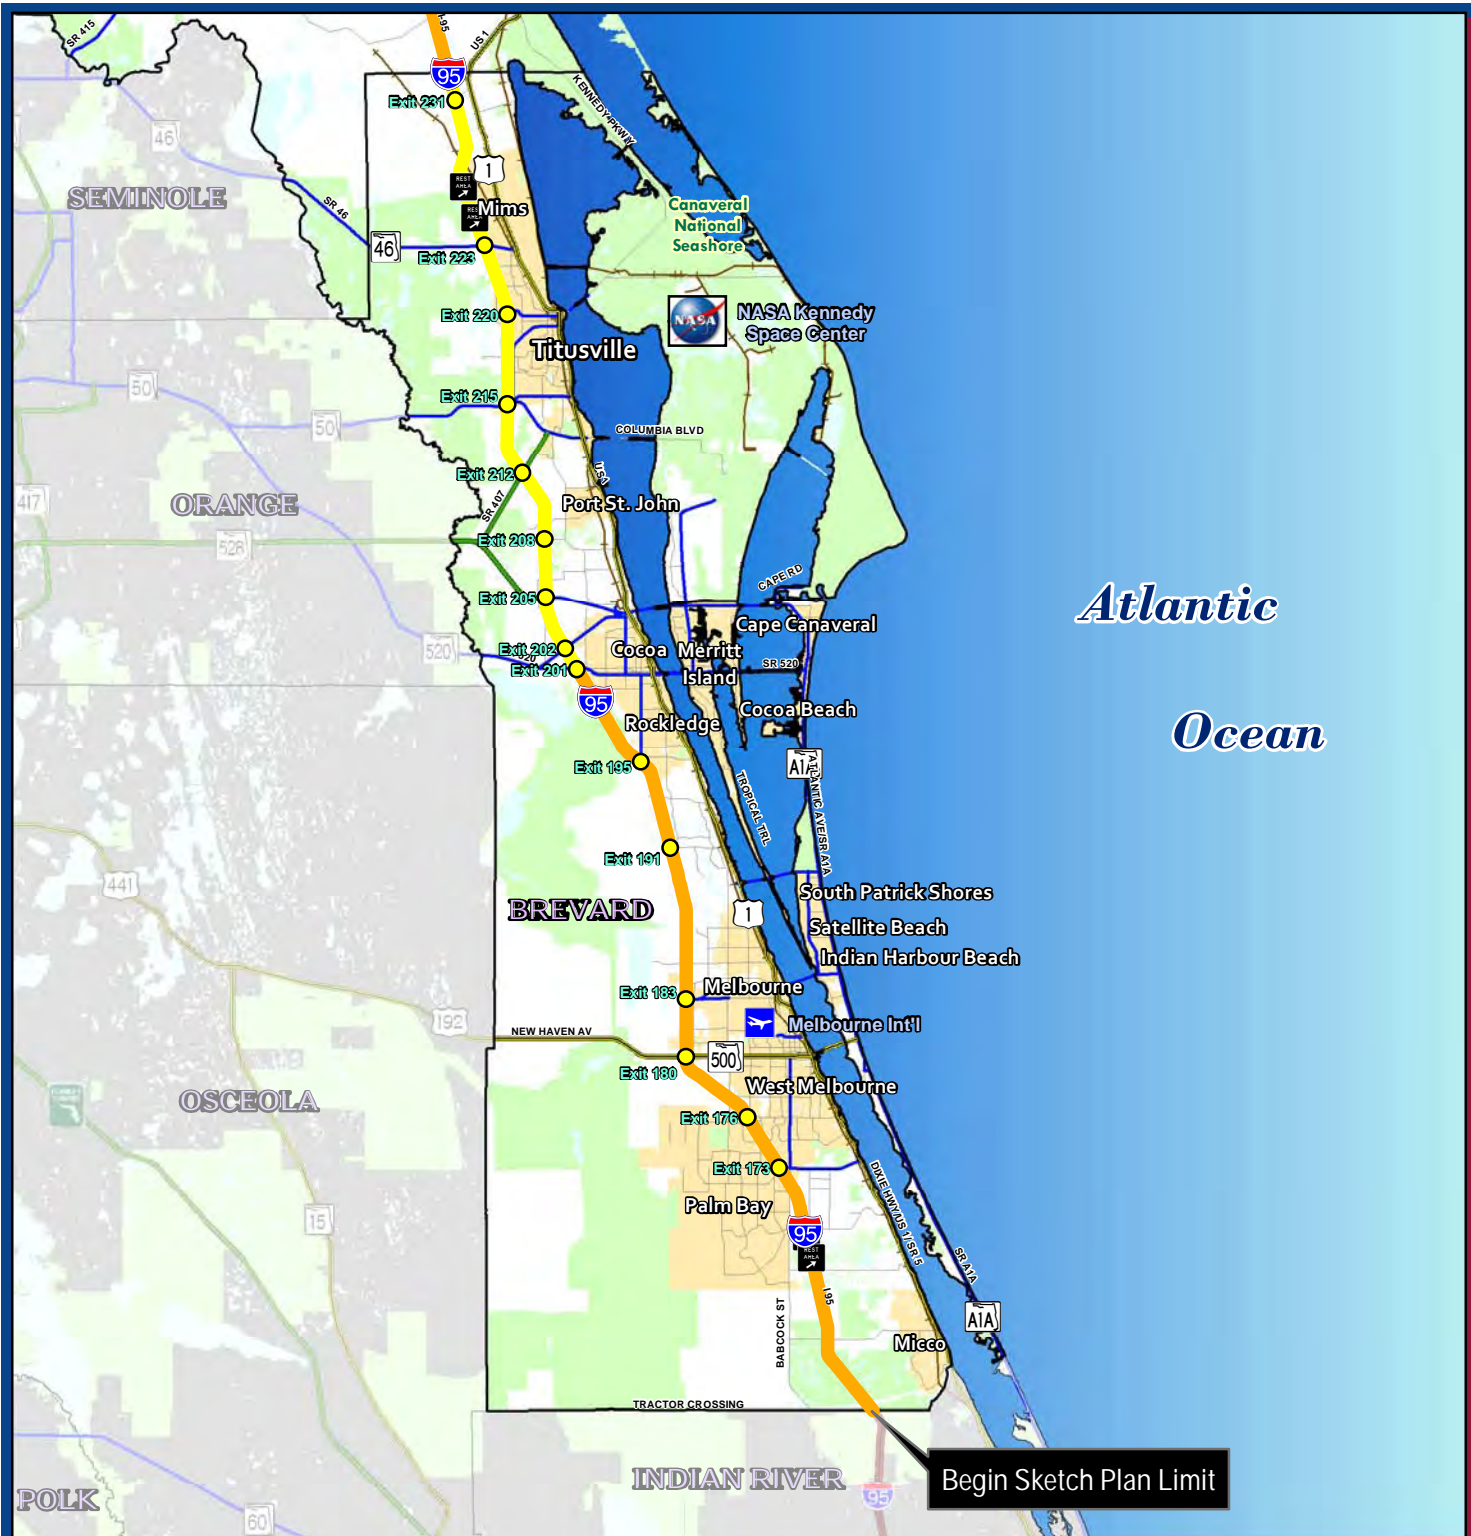 SR 415
I-95
US 1
95
Exit 231
KENNEDY PKWY
46
1
REST AREA
SEMINOLE
SR 46
REST AREA
Mims
Canaveral
National
Seashore
46
Exit 223
NASA
NASA Kennedy
Space Center
Exit 220
Titusville
50
Exit 215
50
COLUMBIA BLVD
Exit 212
US 1
417
ORANGE
SR 407
Port St. John
528
Exit 208
CAPE RD
Exit 205
Atlantic
Cape Canaveral
520
Exit 202
Cocoa
Merritt
Island
SR 520
Exit 201
95
Cocoa Beach
Rockledge
Ocean
Exit 195
A1A
TROPICAL TRL
ATLANTIC AVE/SR A1A
Exit 191
441
South Patrick Shores
BREVARD
1
Satellite Beach
Indian Harbour Beach
Exit 183
Melbourne
192
NEW HAVEN AV
Melbourne Int'l
500
Exit 180
West Melbourne
OSCEOLA
Exit 176
Exit 173
DIXIE HWY/US 1/SR 5
Palm Bay
15
95
REST AREA
SR A1A
I 95
BABCOCK ST
A1A
Micco
TRACTOR CROSSING
INDIAN RIVER
Begin Sketch Plan Limit
95
POLK
60